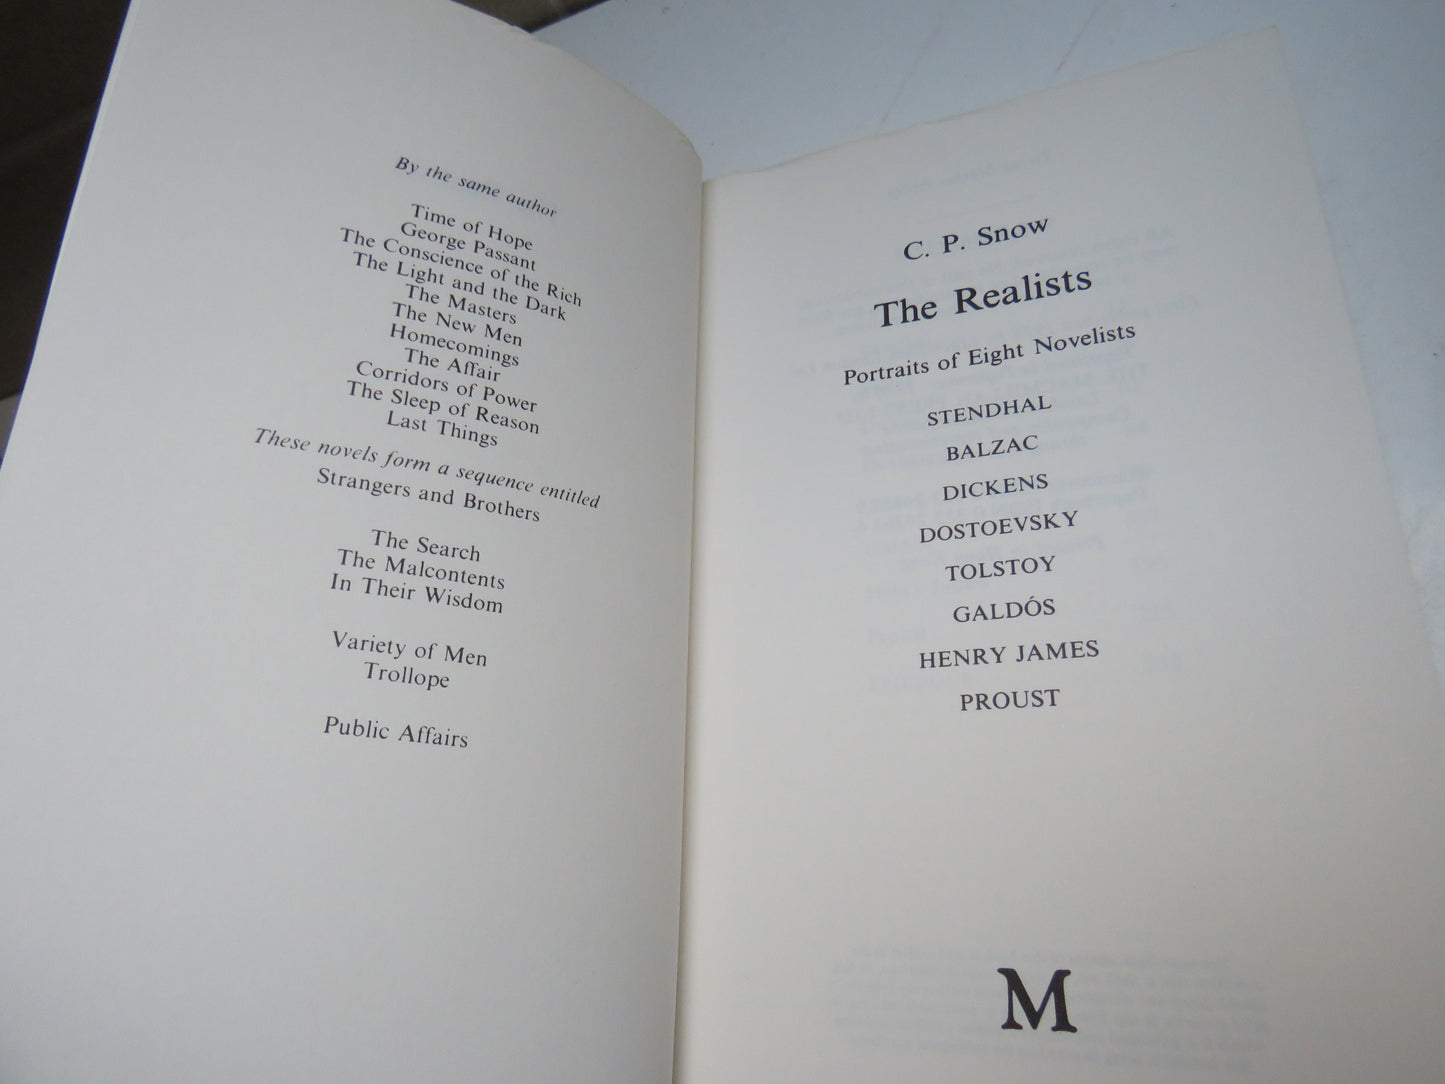 By the same author
Time of Hope
George Passant
The Conscience of the Rich
The Light and the Dark
The Masters
The New Men
Homecomings
The Affair
Corridors of Power
The Sleep of Reason
Last Things
These novels form a sequence entitled
Strangers and Brothers
The Search
The Malcontents
In Their Wisdom
Variety of Men
Trollope
Public Affairs
C. P. Snow
The Realists
Portraits of Eight Novelists
STENDHAL
BALZAC
DICKENS
DOSTOEVSKY
TOLSTOY
GALDÓS
HENRY JAMES
PROUST
M